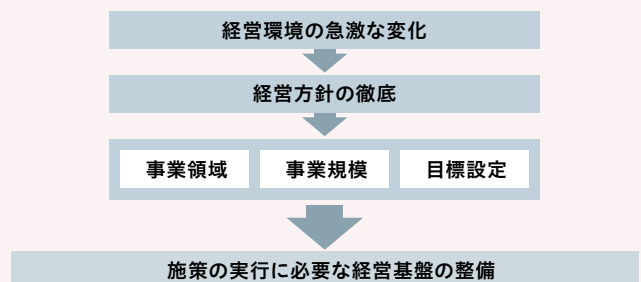 経営環境の急激な変化
経営方針の徹底
事業領域 事業規模 目標設定
施策の実行に必要な経営基盤の整備